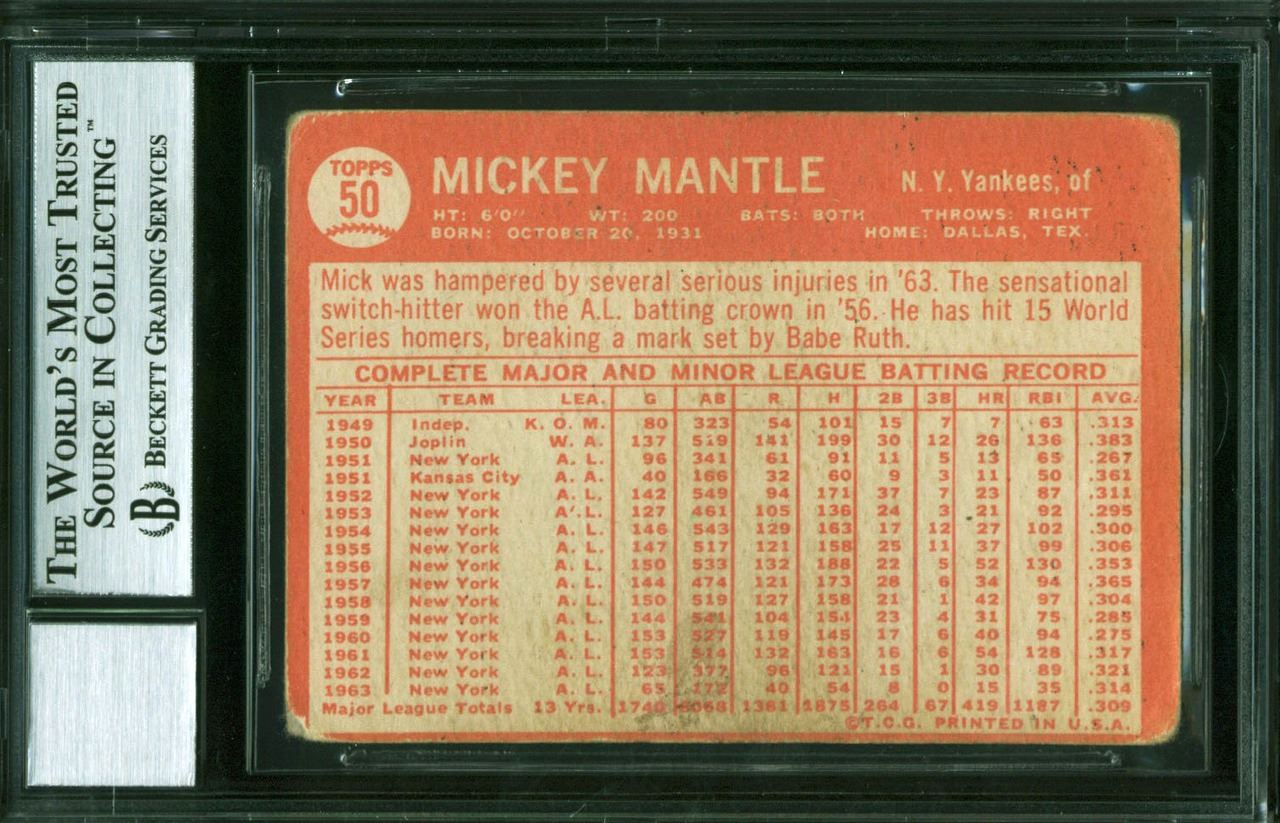 THE WORLD'S MOST TRUSTED
SOURCE IN COLLECTING™
B BECKETT GRADING SERVICES
TOPPS
50
MICKEY MANTLE N. Y. Yankees, of
HT: 6'0" WT: 200 BATS: BOTH THROWS: RIGHT
BORN: OCTOBER 20, 1931 HOME: DALLAS, TEX.
Mick was hampered by several serious injuries in '63. The sensational
switch-hitter won the A.L. batting crown in '56. He has hit 15 World
Series homers, breaking a mark set by Babe Ruth.
COMPLETE MAJOR AND MINOR LEAGUE BATTING RECORD
YEAR TEAM LEA. G AB R H 2B 3B HR RBI AVG.
1949 Indep. K. O. M. 80 323 54 101 15 7 7 63 .313
1950 Joplin W. A. 137 519 141 199 30 12 26 136 .383
1951 New York A. L. 96 341 61 91 11 5 13 65 .267
1951 Kansas City A. A. 40 166 32 60 9 3 11 50 .361
1952 New York A. L. 142 549 94 171 37 7 23 87 .311
1953 New York A. L. 127 461 105 136 24 3 21 92 .295
1954 New York A. L. 146 543 129 163 17 12 27 102 .300
1955 New York A. L. 147 517 121 158 25 11 37 99 .306
1956 New York A. L. 150 533 132 188 22 5 52 130 .353
1957 New York A. L. 144 474 121 173 28 6 34 94 .365
1958 New York A. L. 150 519 127 158 21 1 42 97 .304
1959 New York A. L. 144 541 104 154 23 4 31 75 .285
1960 New York A. L. 153 527 119 145 17 6 40 94 .275
1961 New York A. L. 153 514 132 163 16 6 54 128 .317
1962 New York A. L. 123 377 96 121 15 1 30 89 .321
1963 New York A. L. 65 172 40 54 8 0 15 35 .314
Major League Totals 13 Yrs. 1740 6068 1381 1875 264 67 419 1187 .309
©T.C.G. PRINTED IN U.S.A.